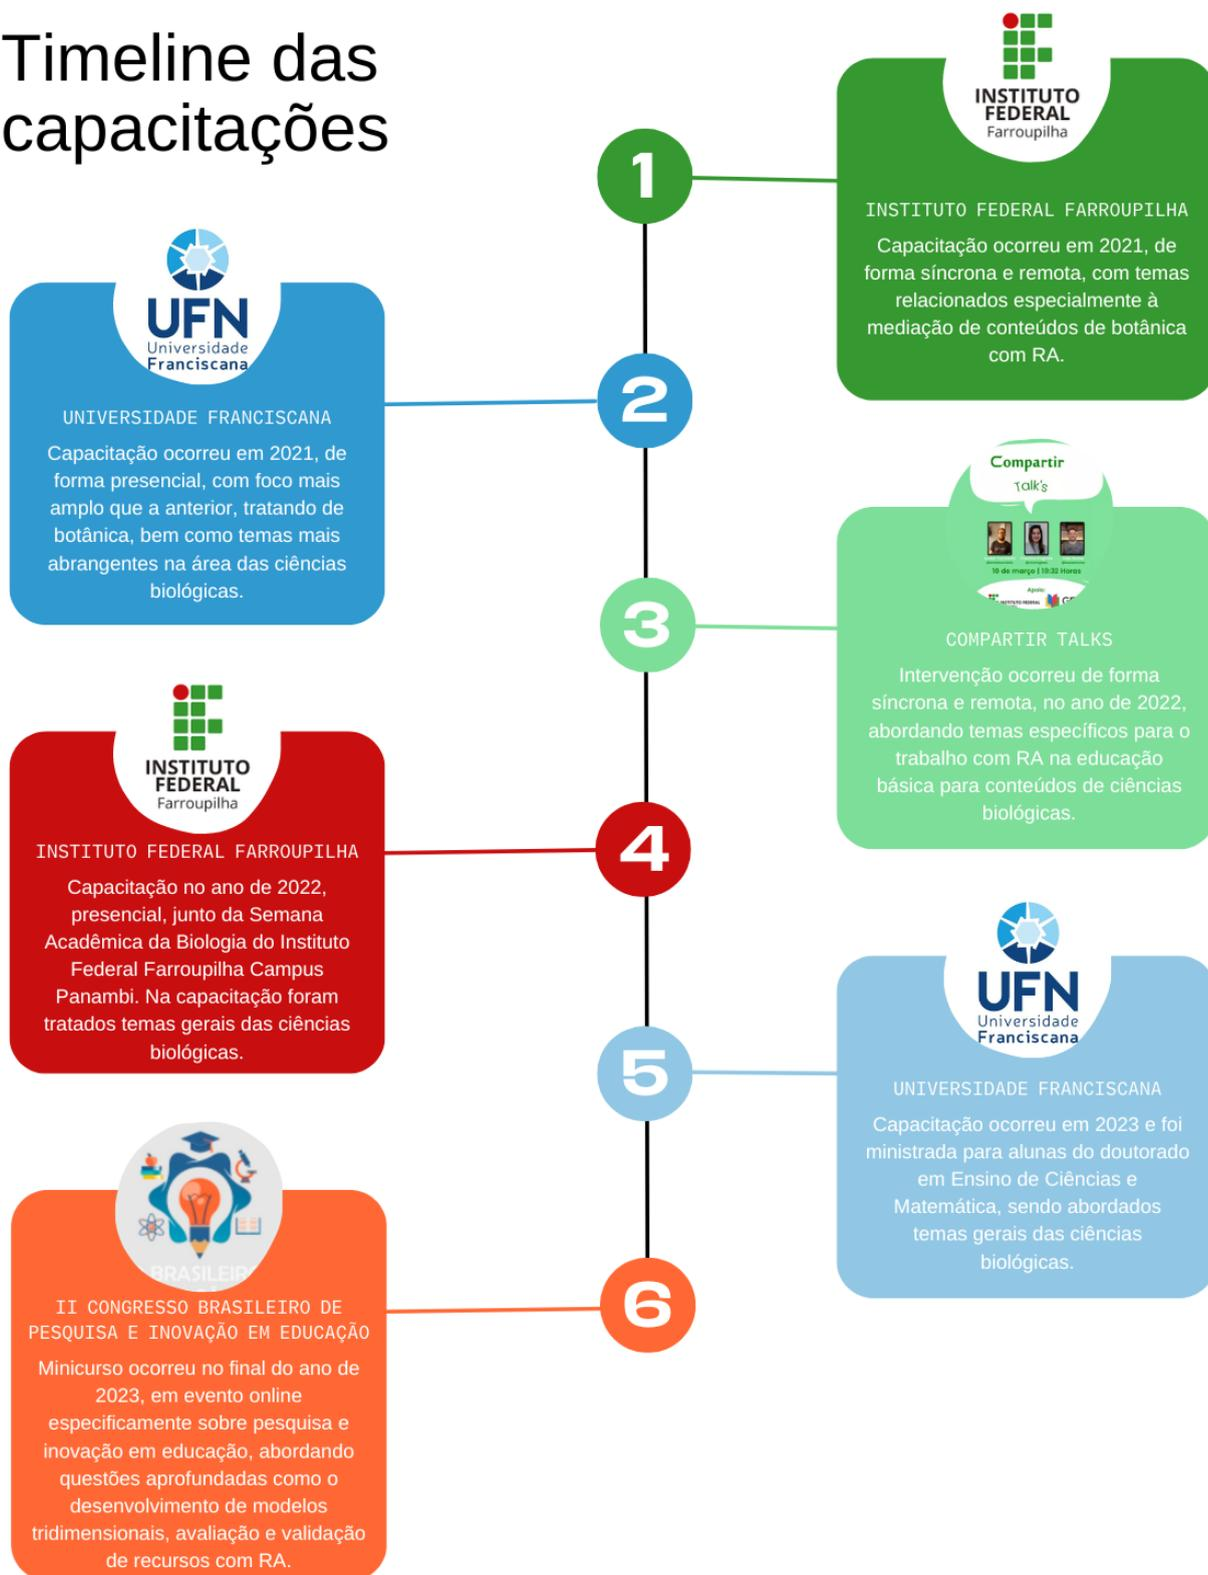 Timeline das
capacitações
INSTITUTO
FEDERAL
Farroupilha
1
INSTITUTO FEDERAL FARROUPILHA
Capacitação ocorreu em 2021, de
forma síncrona e remota, com temas
relacionados especialmente à
mediação de conteúdos de botânica
com RA.
UFN
Universidade
Franciscana
2
UNIVERSIDADE FRANCISCANA
Capacitação ocorreu em 2021, de
forma presencial, com foco mais
amplo que a anterior, tratando de
botânica, bem como temas mais
abrangentes na área das ciências
biológicas.
Compartir
Talk's
10 de março | 19:32 Horas
Apoio:
INSTITUTO FEDERAL
3
COMPARTIR TALKS
Intervenção ocorreu de forma
síncrona e remota, no ano de 2022,
abordando temas específicos para o
trabalho com RA na educação
básica para conteúdos de ciências
biológicas.
INSTITUTO
FEDERAL
Farroupilha
4
INSTITUTO FEDERAL FARROUPILHA
Capacitação no ano de 2022,
presencial, junto da Semana
Acadêmica da Biologia do Instituto
Federal Farroupilha Campus
Panambi. Na capacitação foram
tratados temas gerais das ciências
biológicas.
UFN
Universidade
Franciscana
5
UNIVERSIDADE FRANCISCANA
Capacitação ocorreu em 2023 e foi
ministrada para alunas do doutorado
em Ensino de Ciências e
Matemática, sendo abordados
temas gerais das ciências
biológicas.
BRASILEIR
6
II CONGRESSO BRASILEIRO DE
PESQUISA E INOVAÇÃO EM EDUCAÇÃO
Minicurso ocorreu no final do ano de
2023, em evento online
especificamente sobre pesquisa e
inovação em educação, abordando
questões aprofundadas como o
desenvolvimento de modelos
tridimensionais, avaliação e validação
de recursos com RA.